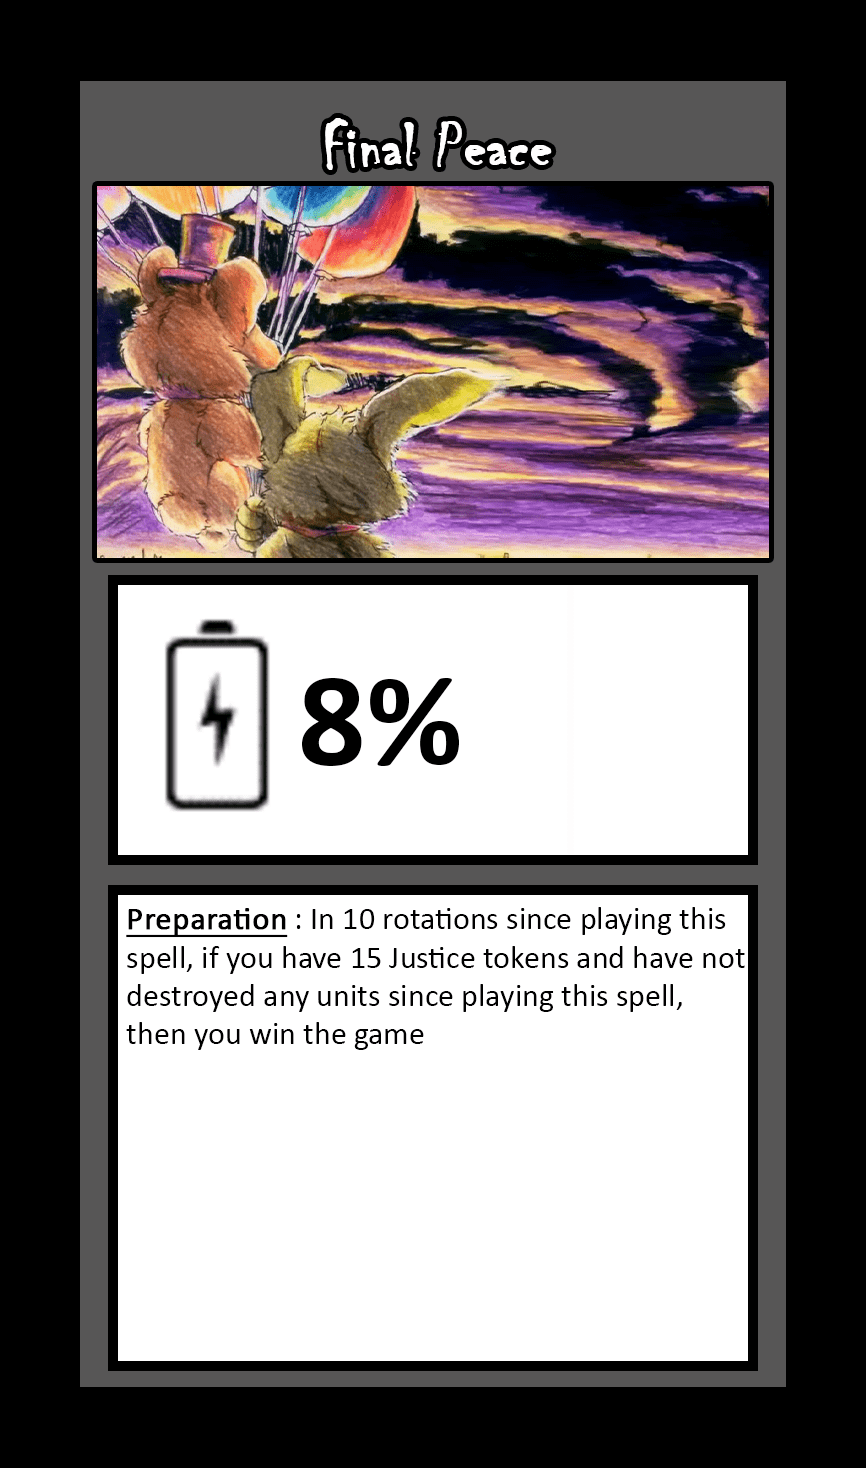 Final Peace
8%
Preparation : In 10 rotations since playing this
spell, if you have 15 Justice tokens and have not
destroyed any units since playing this spell,
then you win the game